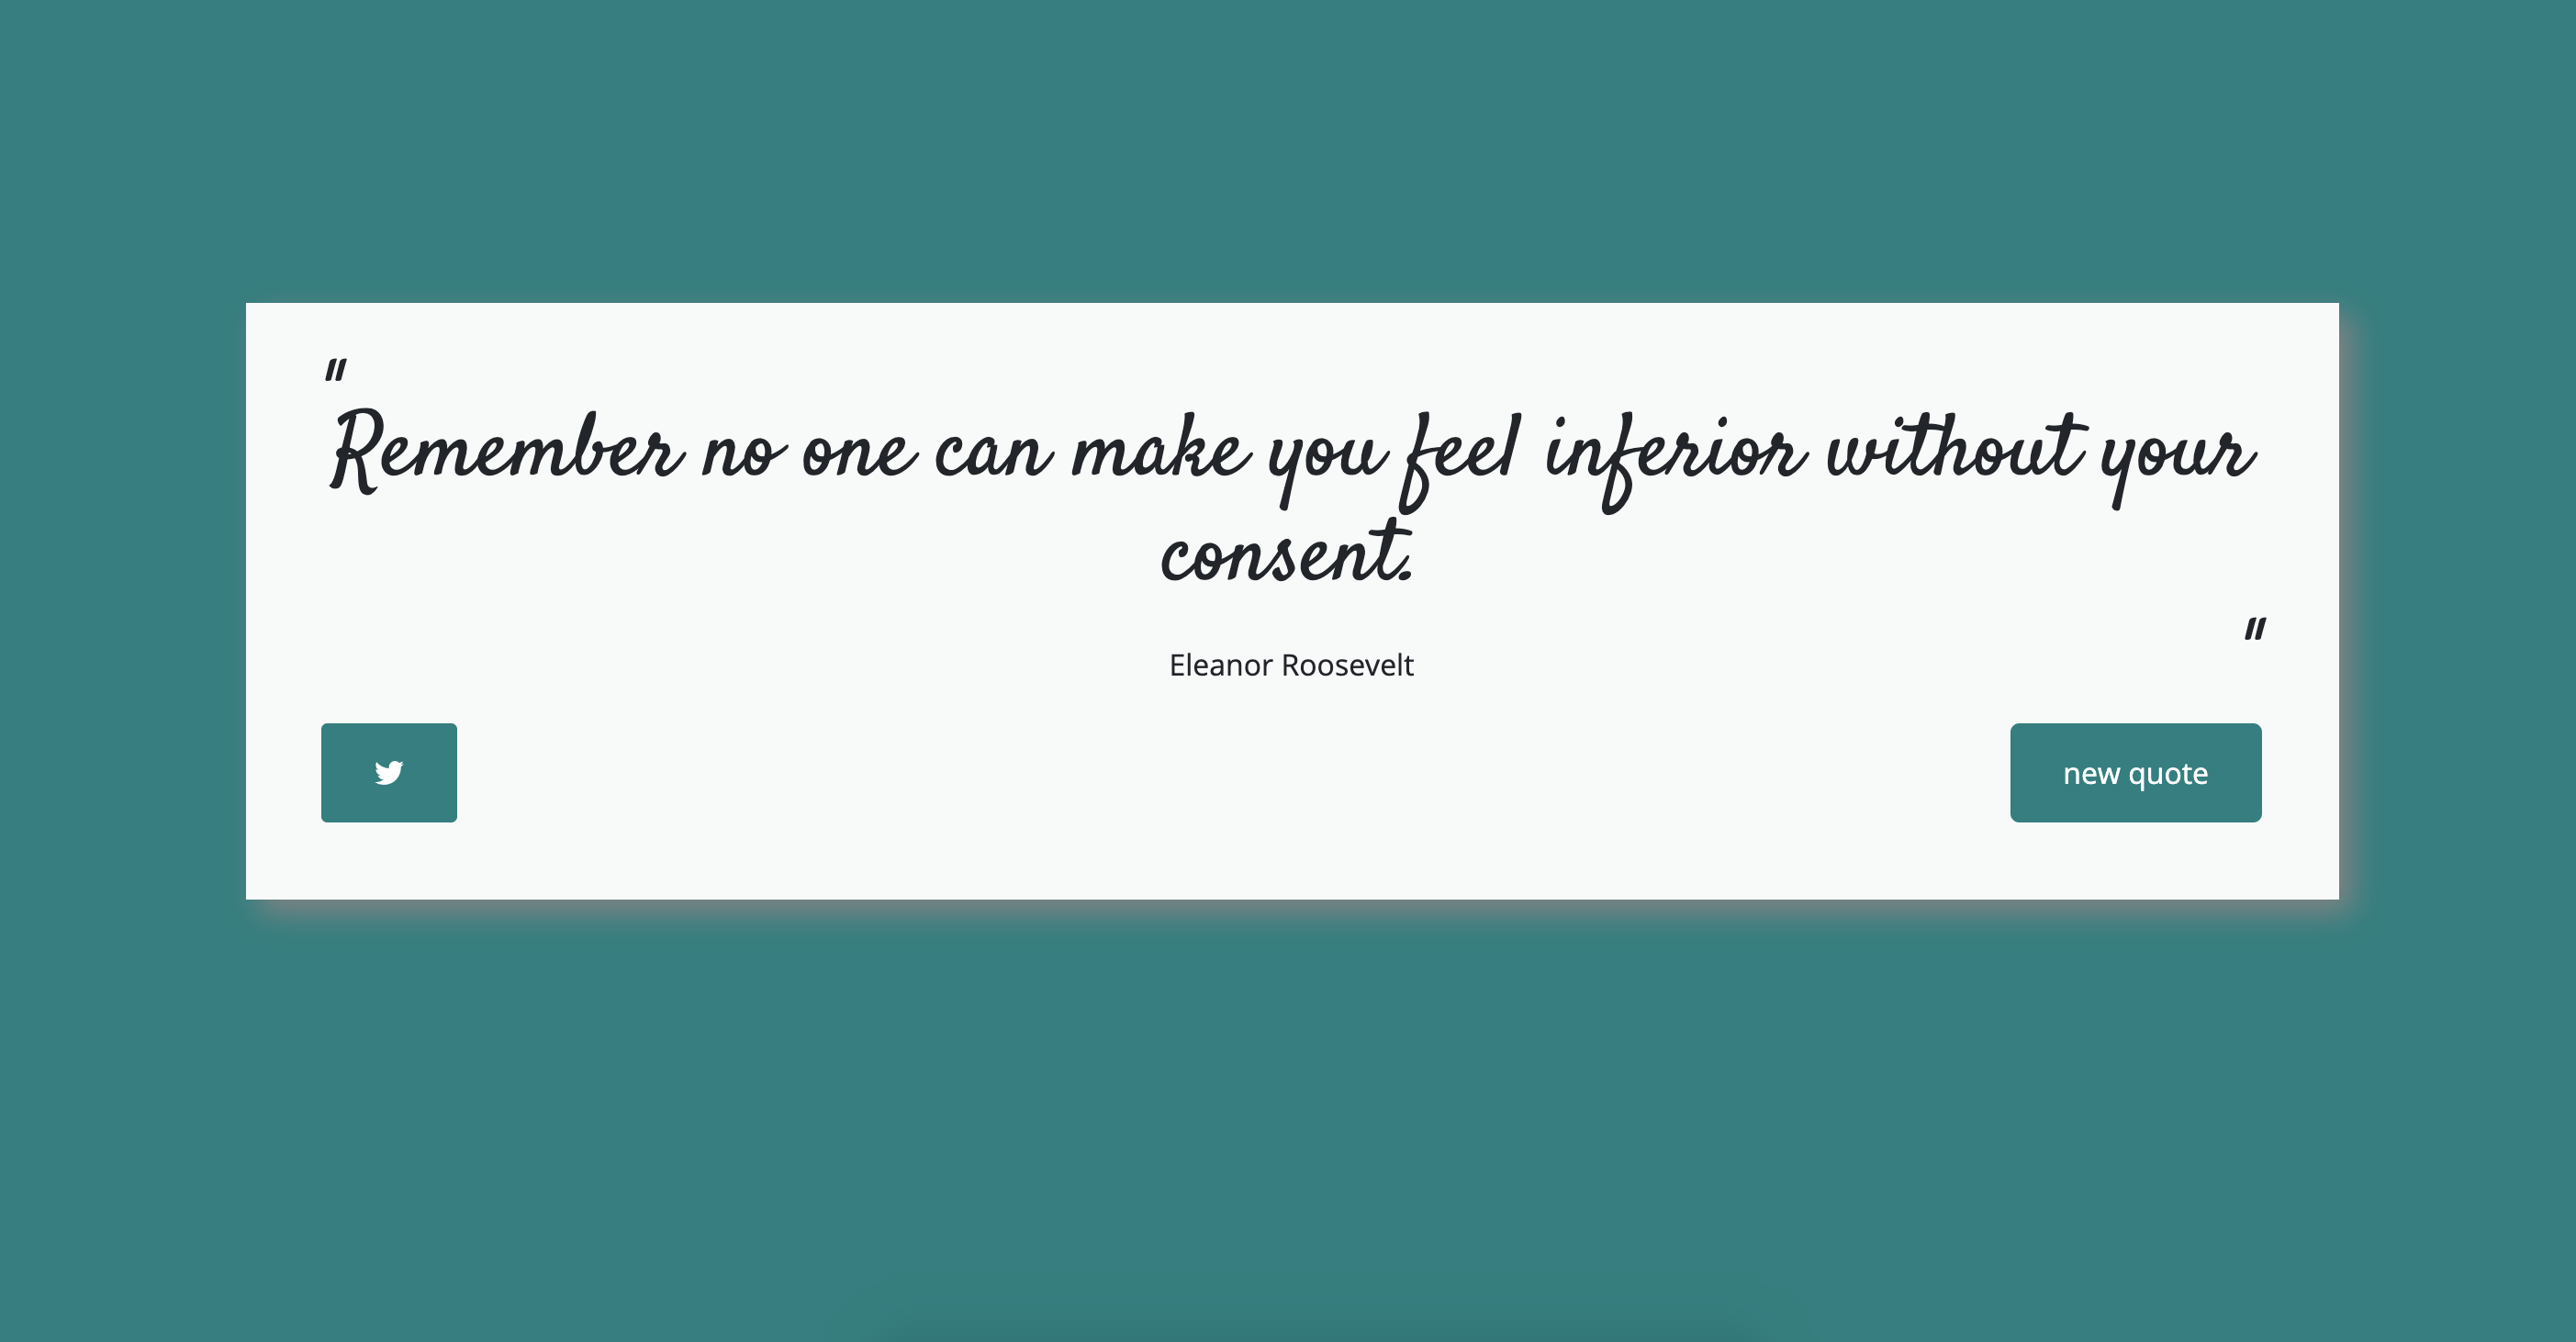 "
Remember no one can make you feel inferior without your
consent.
"
Eleanor Roosevelt
new quote